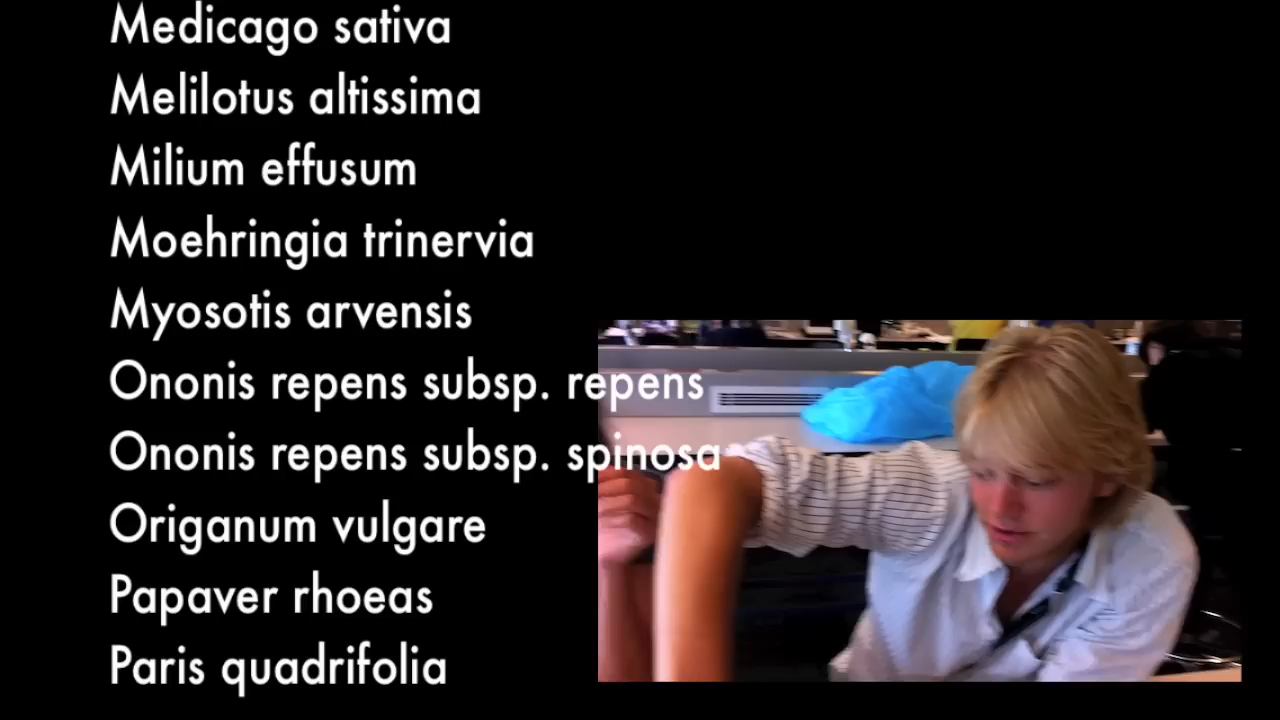 Medicago sativa
Melilotus altissima
Milium effusum
Moehringia trinervia
Myosotis arvensis
Ononis repens subsp. repens
Ononis repens subsp. spinosa
Origanum vulgare
Papaver rhoeas
Paris quadrifolia